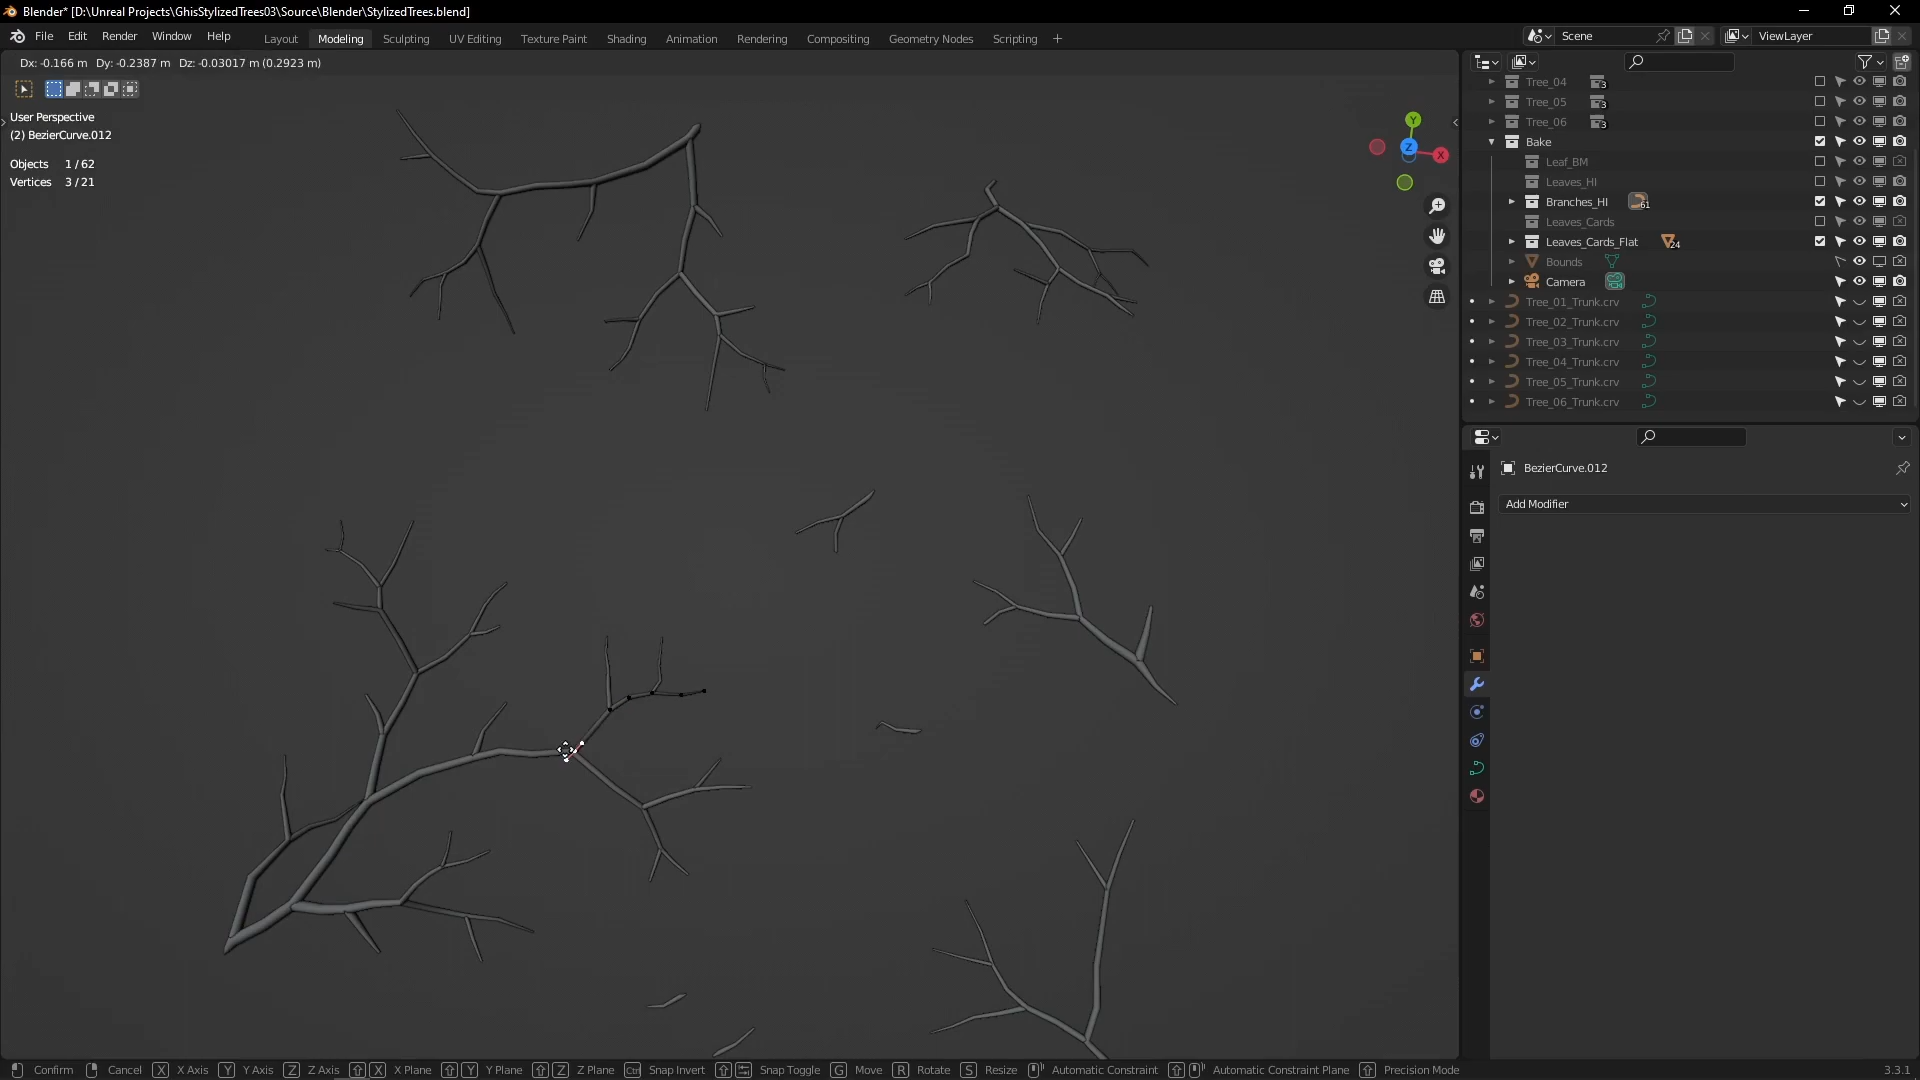 Blender* [D:\Unreal Projects\GhisStylizedTrees03\Source\Blender\StylizedTrees.blend]
File Edit Render Window Help
Layout Modeling Sculpting UV Editing Texture Paint Shading Animation Rendering Compositing Geometry Nodes Scripting +
Scene
ViewLayer
Dx: -0.166 m Dy: -0.2387 m Dz: -0.03017 m (0.2923 m)
User Perspective
(2) BezierCurve.012
Objects 1 / 62
Vertices 3 / 21
Y
Z
X
Tree_04 3
Tree_05 3
Tree_06 3
Bake
Leaf_BM
Leaves_HI
Branches_HI 61
Leaves_Cards
Leaves_Cards_Flat 24
Bounds
Camera
Tree_01_Trunk.crv
Tree_02_Trunk.crv
Tree_03_Trunk.crv
Tree_04_Trunk.crv
Tree_05_Trunk.crv
Tree_06_Trunk.crv
BezierCurve.012
Add Modifier
Confirm Cancel X X Axis Y Y Axis Z Z Axis X X Plane Y Y Plane Z Z Plane Ctrl Snap Invert Snap Toggle G Move R Rotate S Resize Automatic Constraint Automatic Constraint Plane Precision Mode 3.3.1